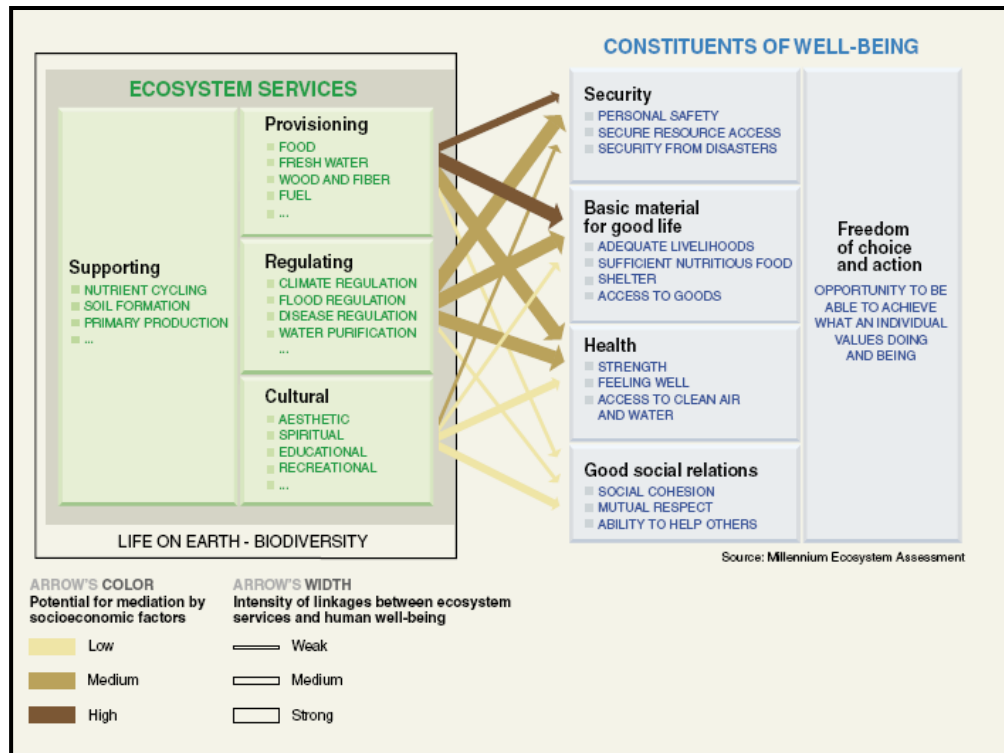 CONSTITUENTS OF WELL-BEING
ECOSYSTEM SERVICES
Supporting
NUTRIENT CYCLING
SOIL FORMATION
PRIMARY PRODUCTION
...
Provisioning
FOOD
FRESH WATER
WOOD AND FIBER
FUEL
...
Regulating
CLIMATE REGULATION
FLOOD REGULATION
DISEASE REGULATION
WATER PURIFICATION
...
Cultural
AESTHETIC
SPIRITUAL
EDUCATIONAL
RECREATIONAL
...
LIFE ON EARTH - BIODIVERSITY
Security
PERSONAL SAFETY
SECURE RESOURCE ACCESS
SECURITY FROM DISASTERS
Basic material
for good life
ADEQUATE LIVELIHOODS
SUFFICIENT NUTRITIOUS FOOD
SHELTER
ACCESS TO GOODS
Health
STRENGTH
FEELING WELL
ACCESS TO CLEAN AIR
AND WATER
Good social relations
SOCIAL COHESION
MUTUAL RESPECT
ABILITY TO HELP OTHERS
Freedom
of choice
and action
OPPORTUNITY TO BE
ABLE TO ACHIEVE
WHAT AN INDIVIDUAL
VALUES DOING
AND BEING
Source: Millennium Ecosystem Assessment
ARROW'S COLOR
Potential for mediation by
socioeconomic factors
Low
Medium
High
ARROW'S WIDTH
Intensity of linkages between ecosystem
services and human well-being
Weak
Medium
Strong